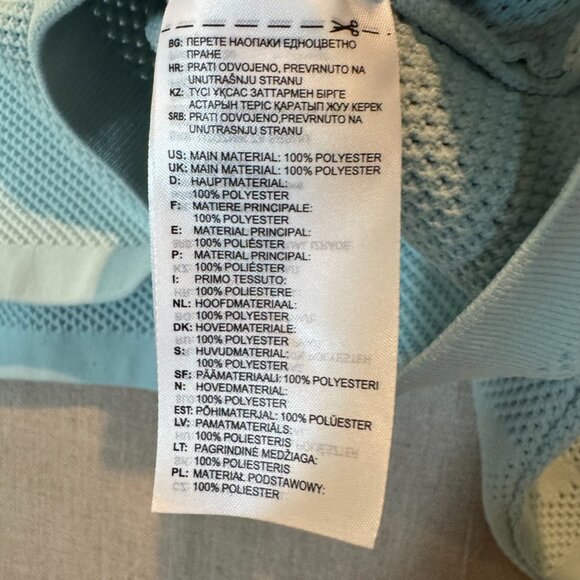 BG: ПЕРЕТЕ НАОПАКИ ЕДНОЦВЕТНО
ПРАНЕ
HR: PRATI ODVOJENO, PREVRNUTO NA
UNUTRAŠNJU STRANU
KZ: ТҮСІ ҰҚСАС ЗАТТАРМЕН БІРГЕ
АСТАРЫН ТЕРІС ҚАРАТЫП ЖУУ КЕРЕК
SRB: PRATI ODVOJENO,PREVRNUTO NA
UNUTRASNJU STRANU
US: MAIN MATERIAL: 100% POLYESTER
UK: MAIN MATERIAL: 100% POLYESTER
D: HAUPTMATERIAL:
100% POLYESTER
F: MATIERE PRINCIPALE:
100% POLYESTER
E: MATERIAL PRINCIPAL:
100% POLIÉSTER
P: MATERIAL PRINCIPAL:
100% POLIÉSTER
I: PRIMO TESSUTO:
100% POLIESTERE
NL: HOOFDMATERIAAL:
100% POLYESTER
DK: HOVEDMATERIALE:
100% POLYESTER
S: HUVUDMATERIAL:
100% POLYESTER
SF: PÄÄMATERIAALI: 100% POLYESTERI
N: HOVEDMATERIAL:
100% POLYESTER
EST: PÕHIMATERJAL: 100% POLÜESTER
LV: PAMATMATERIĀLS:
100% POLIESTERIS
LT: PAGRINDINĖ MEDŽIAGA:
100% POLIESTERIS
PL: MATERIAŁ PODSTAWOWY:
100% POLIESTER